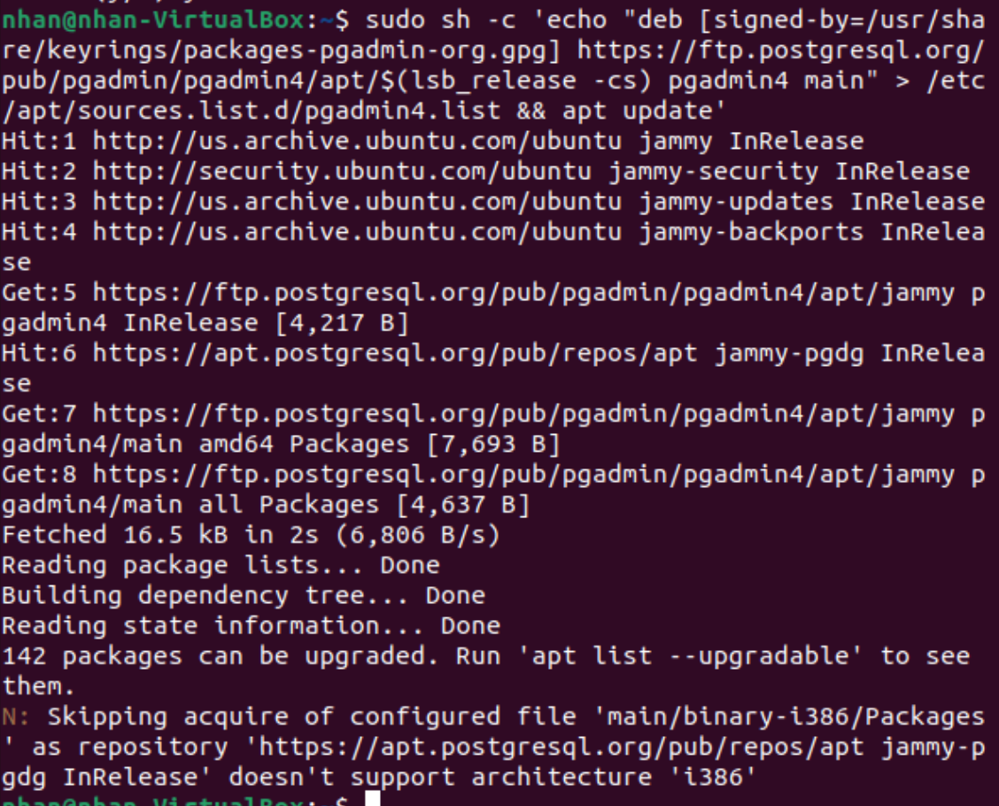 nhan@nhan-VirtualBox:~$ sudo sh -c 'echo "deb [signed-by=/usr/sha
re/keyrings/packages-pgadmin-org.gpg] https://ftp.postgresql.org/
pub/pgadmin/pgadmin4/apt/$(lsb_release -cs) pgadmin4 main" > /etc
/apt/sources.list.d/pgadmin4.list && apt update'
Hit:1 http://us.archive.ubuntu.com/ubuntu jammy InRelease
Hit:2 http://security.ubuntu.com/ubuntu jammy-security InRelease
Hit:3 http://us.archive.ubuntu.com/ubuntu jammy-updates InRelease
Hit:4 http://us.archive.ubuntu.com/ubuntu jammy-backports InRelea
se
Get:5 https://ftp.postgresql.org/pub/pgadmin/pgadmin4/apt/jammy p
gadmin4 InRelease [4,217 B]
Hit:6 https://apt.postgresql.org/pub/repos/apt jammy-pgdg InRelea
se
Get:7 https://ftp.postgresql.org/pub/pgadmin/pgadmin4/apt/jammy p
gadmin4/main amd64 Packages [7,693 B]
Get:8 https://ftp.postgresql.org/pub/pgadmin/pgadmin4/apt/jammy p
gadmin4/main all Packages [4,637 B]
Fetched 16.5 kB in 2s (6,806 B/s)
Reading package lists... Done
Building dependency tree... Done
Reading state information... Done
142 packages can be upgraded. Run 'apt list --upgradable' to see
them.
N: Skipping acquire of configured file 'main/binary-i386/Packages
' as repository 'https://apt.postgresql.org/pub/repos/apt jammy-p
gdg InRelease' doesn't support architecture 'i386'
nhan@nhan-VirtualBox:~$